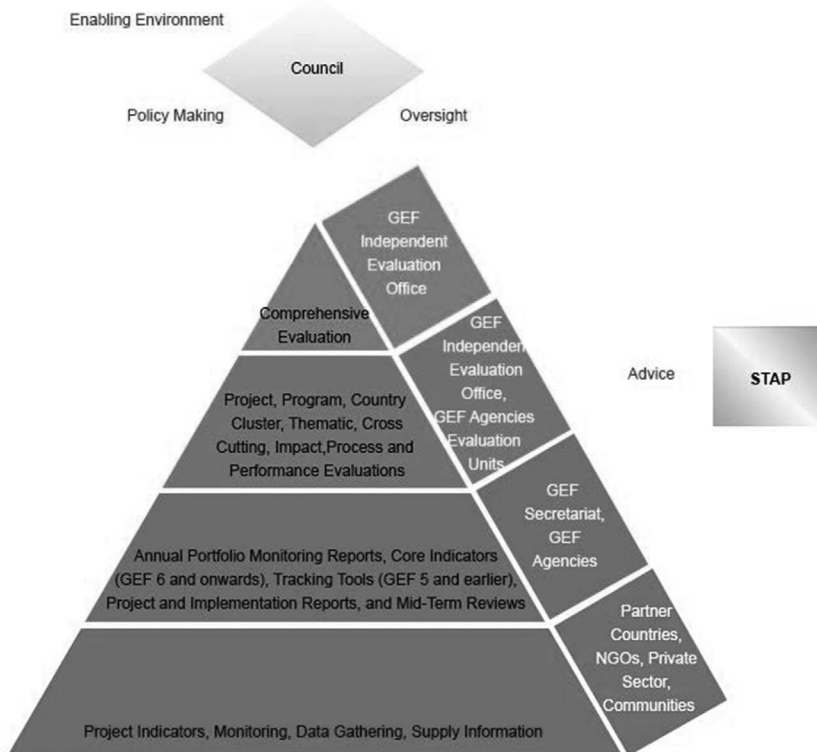 Enabling Environment
Council
Policy Making
Oversight
GEF
Independent
Evaluation
Office
Comprehensive
Evaluation
GEF
Independent
Evaluation
Office,
GEF Agencies
Evaluation
Units
Advice
STAP
Project, Program, Country
Cluster, Thematic, Cross
Cutting, Impact,Process and
Performance Evaluations
GEF
Secretariat,
GEF
Agencies
Annual Portfolio Monitoring Reports, Core Indicators
(GEF 6 and onwards), Tracking Tools (GEF 5 and earlier),
Project and Implementation Reports, and Mid-Term Reviews
Partner
Countries,
NGOs, Private
Sector,
Communities
Project Indicators, Monitoring, Data Gathering, Supply Information